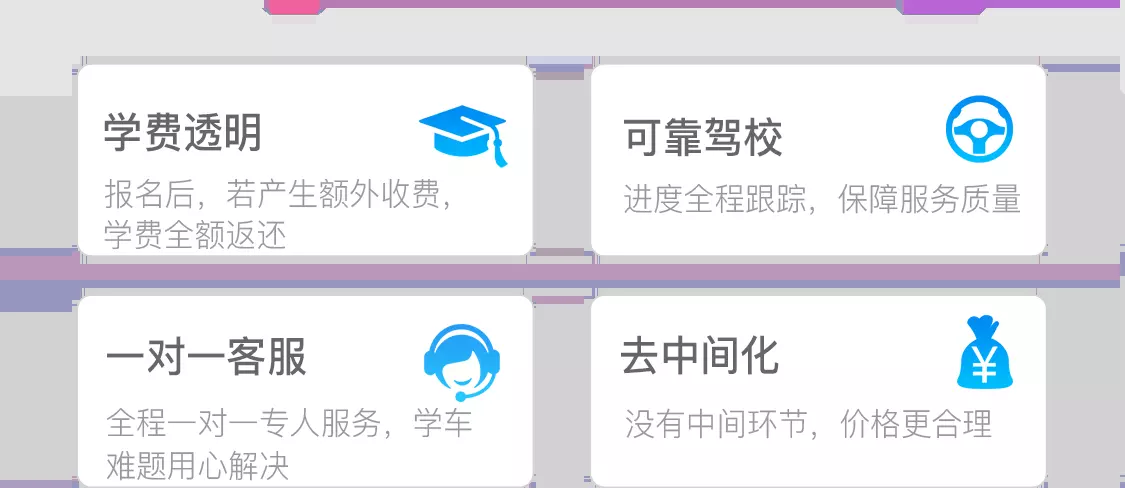 学费透明
报名后，若产生额外收费，
学费全额返还
可靠驾校
进度全程跟踪，保障服务质量
一对一客服
全程一对一专人服务，学车
难题用心解决
去中间化
没有中间环节，价格更合理